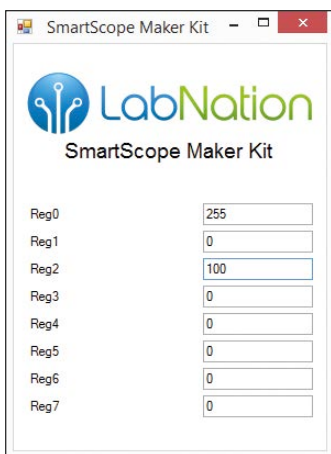 SmartScope Maker Kit
LabNation
SmartScope Maker Kit
Reg0 255
Reg1 0
Reg2 100
Reg3 0
Reg4 0
Reg5 0
Reg6 0
Reg7 0